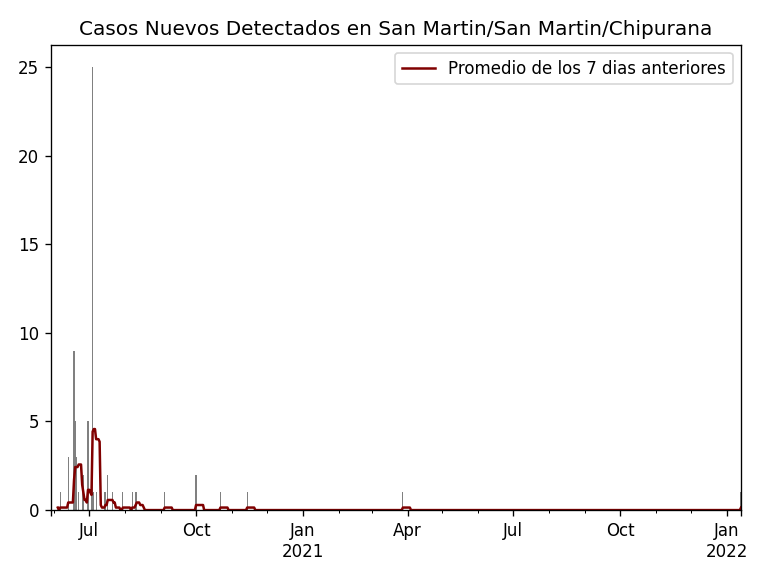 Casos Nuevos Detectados en San Martin/San Martin/Chipurana
Promedio de los 7 dias anteriores
25
20
15
10
5
0
Jul Oct Jan Apr Jul Oct Jan
2021 2022